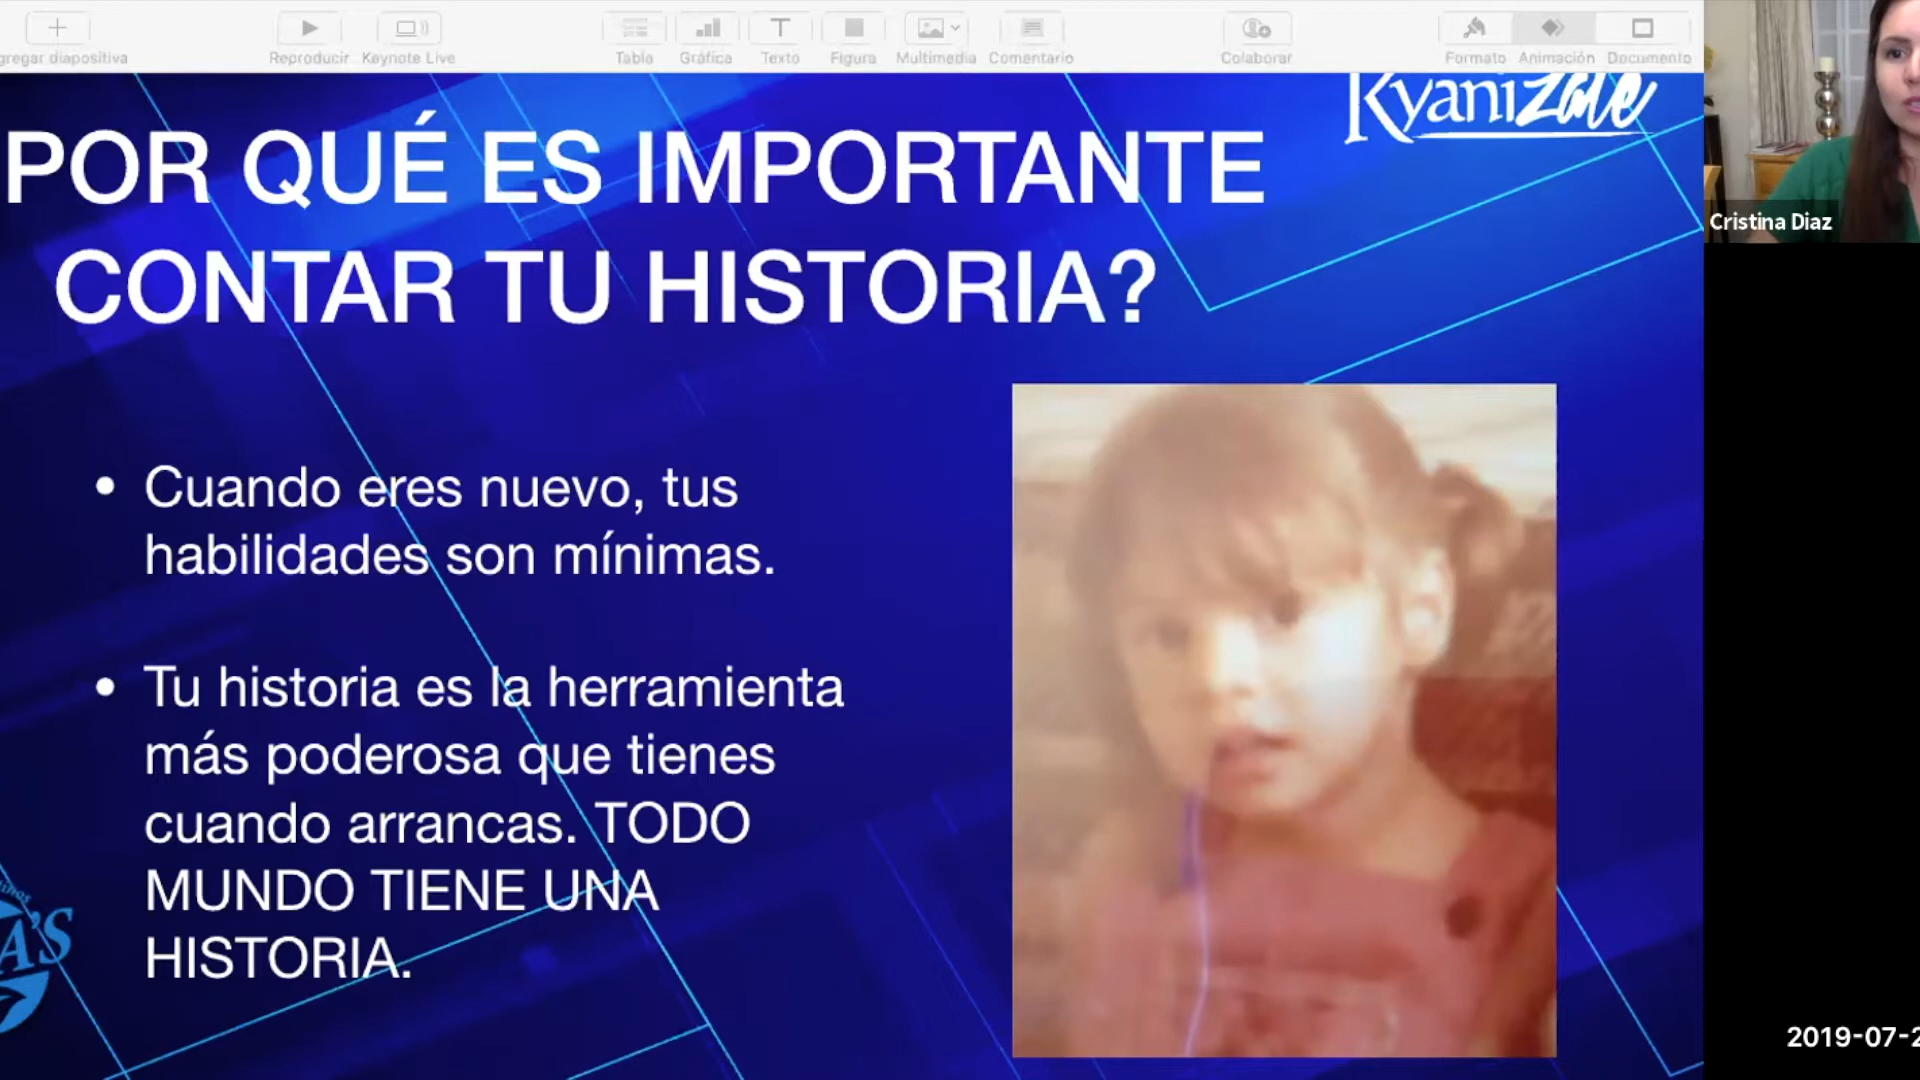 gregar diapositiva
Reproducir
Keynote Live
Tabla
Gráfica
Texto
Figura
Multimedia
Comentario
Colaborar
Formato
Animación
Documento
KyaniZate
POR QUÉ ES IMPORTANTE
CONTAR TU HISTORIA?
Cristina Diaz
• Cuando eres nuevo, tus
habilidades son mínimas.
• Tu historia es la herramienta
más poderosa que tienes
cuando arrancas. TODO
MUNDO TIENE UNA
HISTORIA.
A'S
2019-07-2